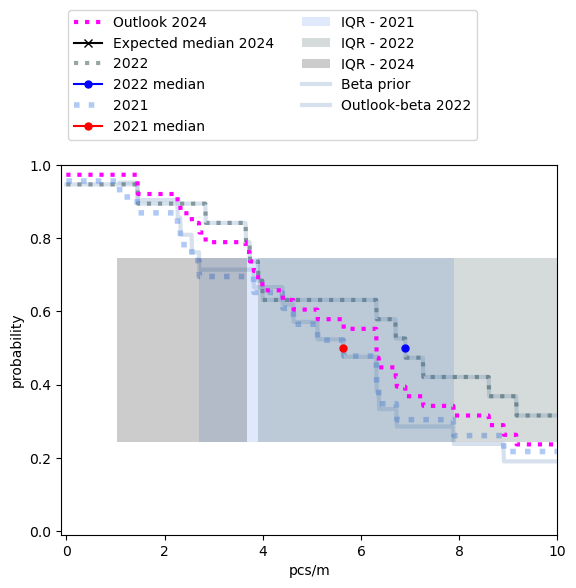 Outlook 2024
Expected median 2024
2022
2022 median
2021
2021 median
IQR - 2021
IQR - 2022
IQR - 2024
Beta prior
Outlook-beta 2022
1.0
0.8
0.6
0.4
0.2
0.0
probability
0 2 4 6 8 10
pcs/m